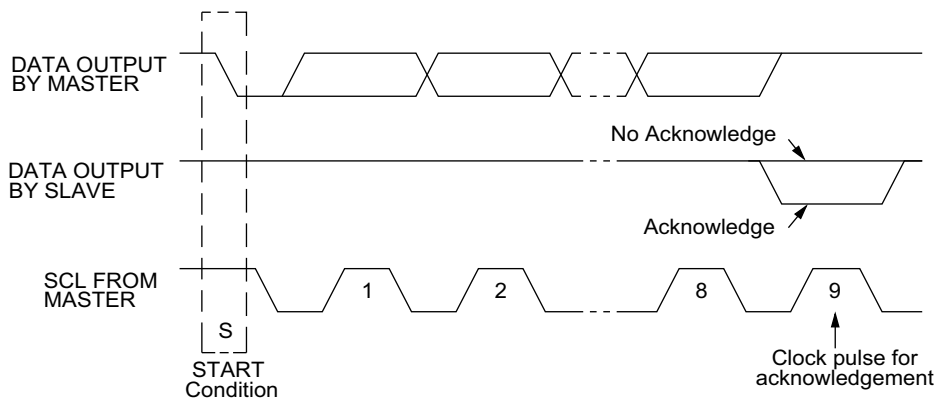 DATA OUTPUT
BY MASTER
No Acknowledge
DATA OUTPUT
BY SLAVE
Acknowledge
SCL FROM
MASTER
1
2
8
9
S
START
Condition
Clock pulse for
acknowledgement